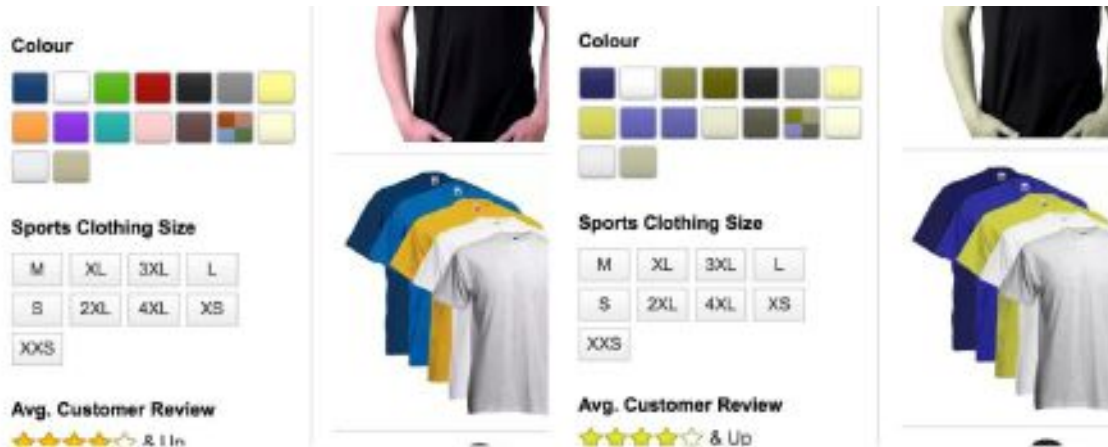 Colour
Sports Clothing Size
M XL 3XL L
S 2XL 4XL XS
XXS
Avg. Customer Review
& Up
Colour
Sports Clothing Size
M XL 3XL L
S 2XL 4XL XS
XXS
Avg. Customer Review
& Up